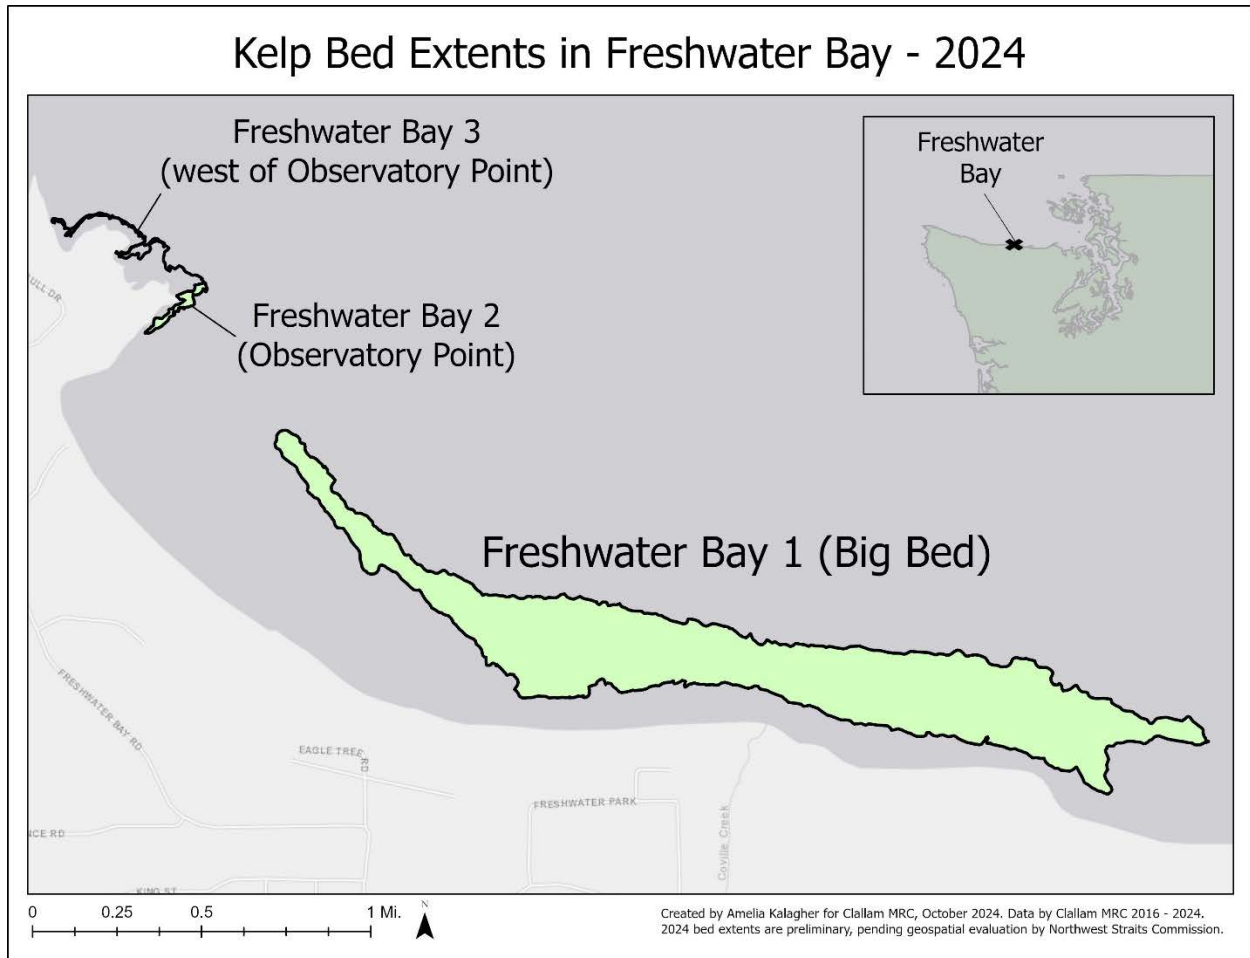 Kelp Bed Extents in Freshwater Bay - 2024
Freshwater Bay 3
(west of Observatory Point)
Freshwater
Bay
ULL DR
Freshwater Bay 2
(Observatory Point)
Freshwater Bay 1 (Big Bed)
FRESHWATER BAY RD
EAGLE TREE
RD
FRESHWATER PARK
Coville Creek
NCE RD
KING ST
0 0.25 0.5 1 Mi.
N
Created by Amelia Kalagher for Clallam MRC, October 2024. Data by Clallam MRC 2016 - 2024.
2024 bed extents are preliminary, pending geospatial evaluation by Northwest Straits Commission.